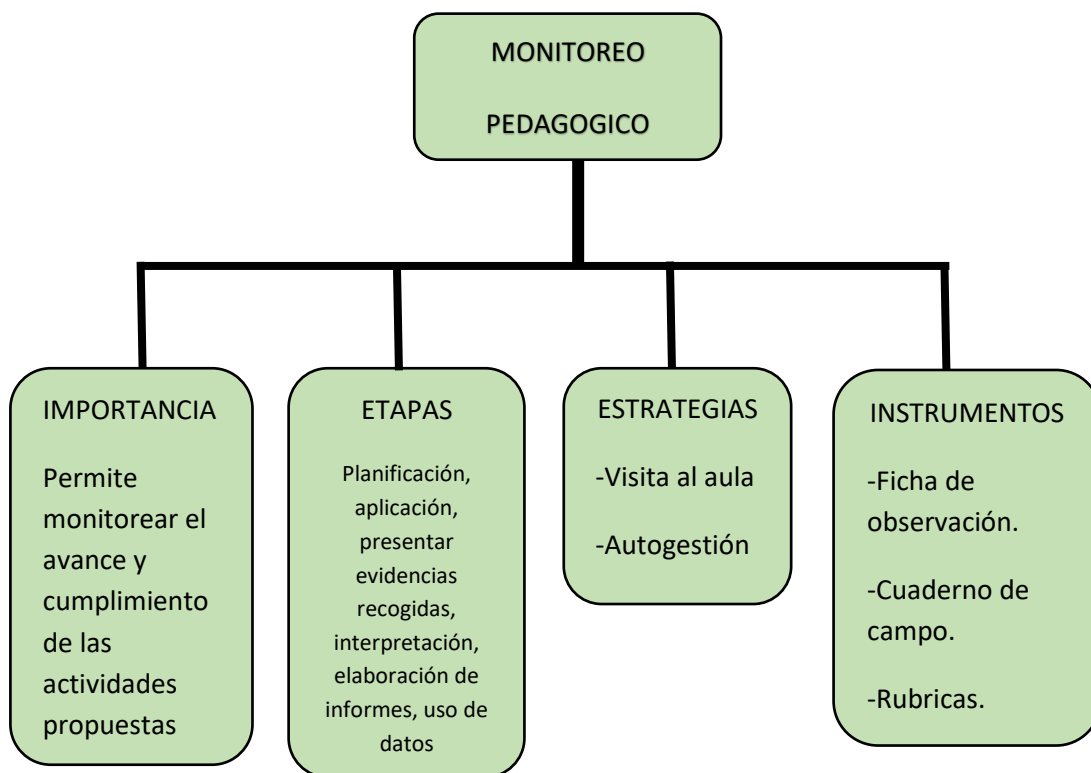 MONITOREO
PEDAGOGICO
IMPORTANCIA
Permite
monitorear el
avance y
cumplimiento
de las
actividades
propuestas
ETAPAS
Planificación,
aplicación,
presentar
evidencias
recogidas,
interpretación,
elaboración de
informes, uso de
datos
ESTRATEGIAS
-Visita al aula
-Autogestión
INSTRUMENTOS
-Ficha de
observación.
-Cuaderno de
campo.
-Rubricas.